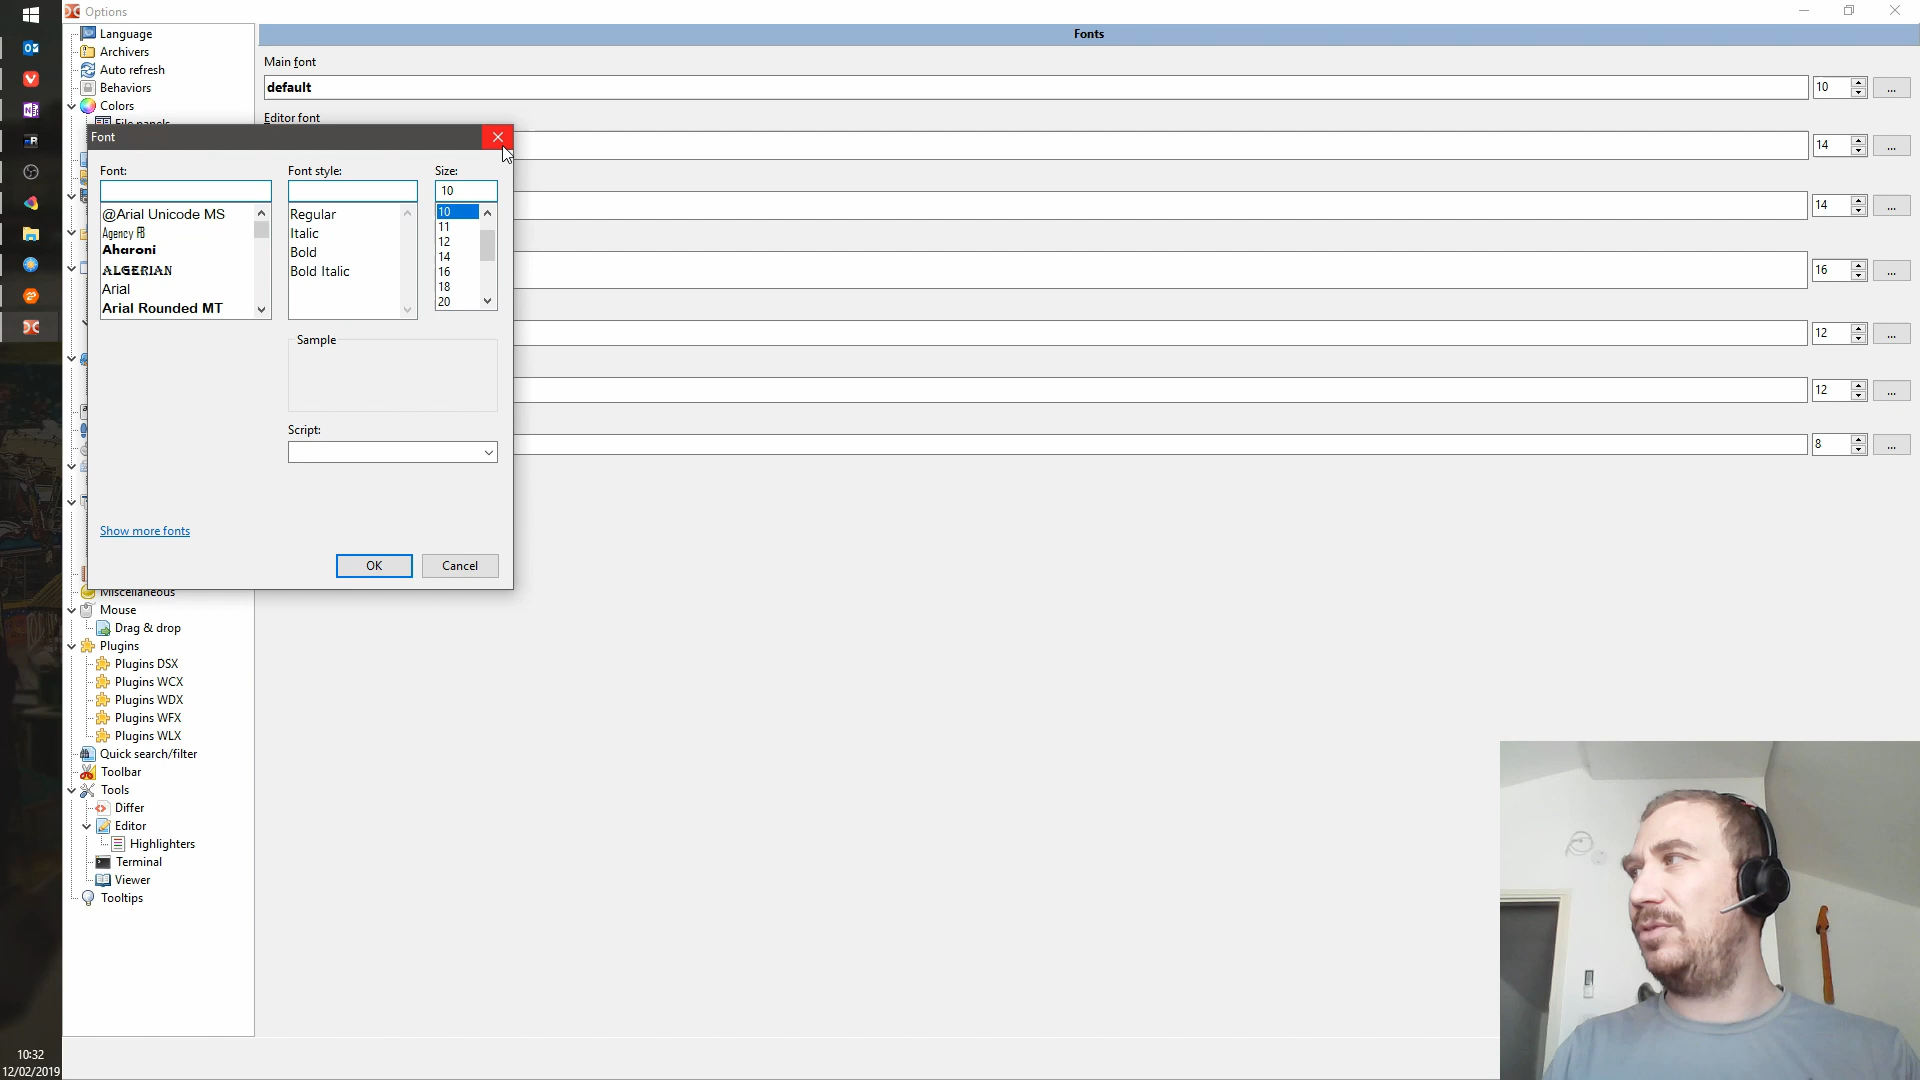 Options
Language
Archivers
Auto refresh
Behaviors
Colors
Fonts
Main font
default
10
...
Editor font
14
...
14
...
16
...
12
...
12
...
8
...
Font
Font:
Font style:
Size:
10
@Arial Unicode MS
Agency FB
Aharoni
ALGERIAN
Arial
Arial Rounded MT
Regular
Italic
Bold
Bold Italic
10
11
12
14
16
18
20
Sample
Script:
Show more fonts
OK
Cancel
Miscellaneous
Mouse
Drag & drop
Plugins
Plugins DSX
Plugins WCX
Plugins WDX
Plugins WFX
Plugins WLX
Quick search/filter
Toolbar
Tools
Differ
Editor
Highlighters
Terminal
Viewer
Tooltips
10:32
12/02/2019